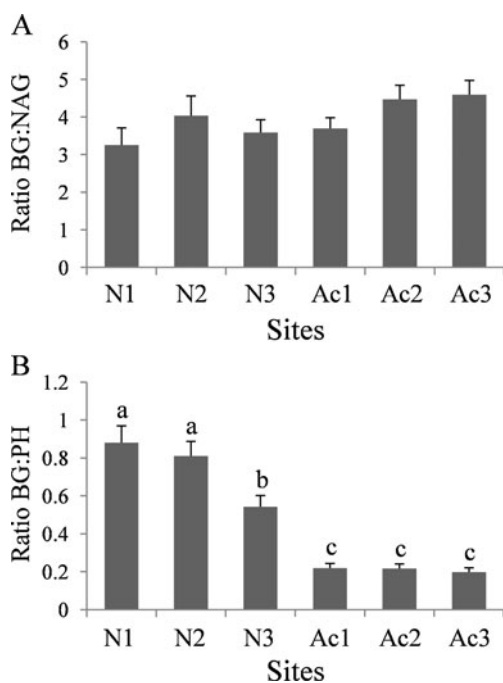 A
6
5
4
3
2
1
0
Ratio BG:NAG
N1 N2 N3 Ac1 Ac2 Ac3
Sites
B
1.2
1
0.8
0.6
0.4
0.2
0
Ratio BG:PH
a a b c c c
N1 N2 N3 Ac1 Ac2 Ac3
Sites